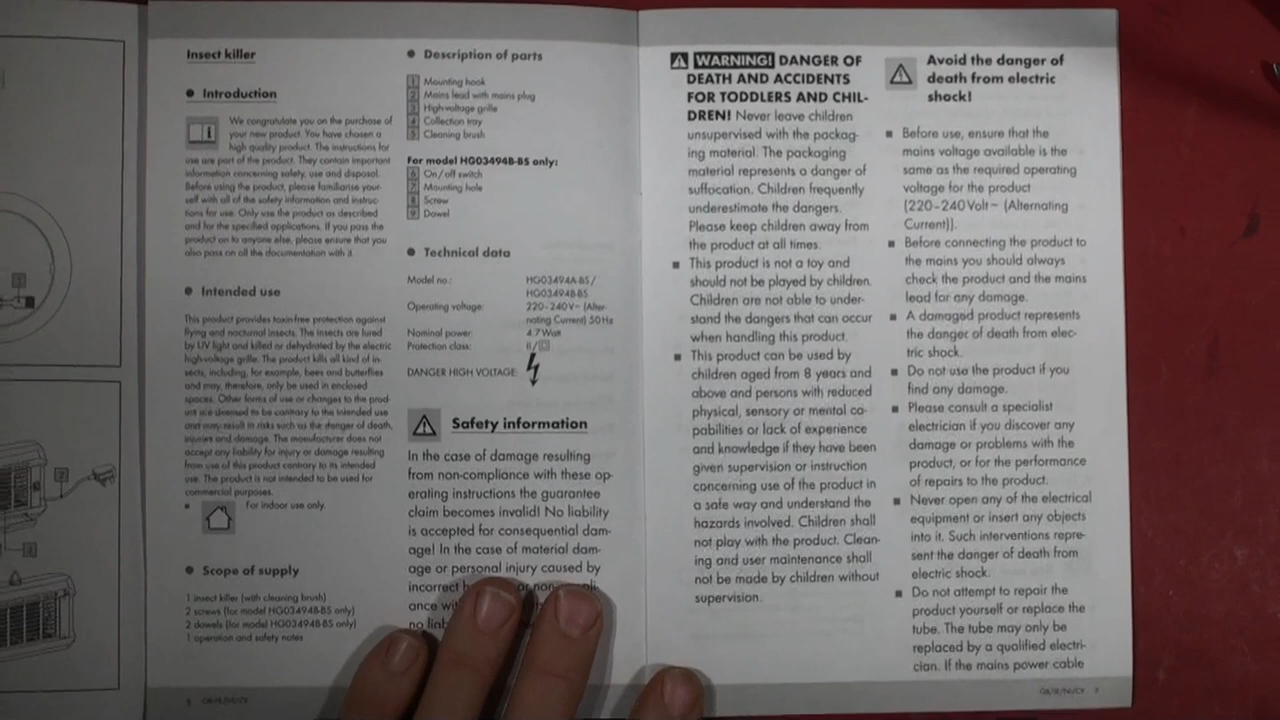 Insect killer
● Introduction
We congratulate you on the purchase of
your new product. You have chosen a
high quality product. The instructions for
use are part of the product. They contain important
information concerning safety, use and disposal.
Before using the product, please familiarise your-
self with all of the safety information and instruc-
tions for use. Only use the product as described
and for the specified applications. If you pass the
product on to anyone else, please ensure that you
also pass on all the documentation with it.
● Intended use
This product provides toxin-free protection against
flying and nocturnal insects. The insects are lured
by UV light and killed or dehydrated by the electric
high-voltage grille. The product kills all kind of in-
sects, including, for example, bees and butterflies
and may, therefore, only be used in enclosed
spaces. Other forms of use or changes to the prod-
uct are deemed to be contrary to the intended use
and may result in risks such as the danger of death,
injuries and damage. The manufacturer does not
accept any liability for injury or damage resulting
from use of this product contrary to its intended
use. The product is not intended to be used for
commercial purposes.
▪ For indoor use only.
● Scope of supply
1 insect killer (with cleaning brush)
2 screws (for model HG03494B-BS only)
2 dowels (for model HG03494B-BS only)
1 operation and safety notes
● Description of parts
1 Mounting hook
2 Mains lead with mains plug
3 High-voltage grille
4 Collection tray
5 Cleaning brush
For model HG03494B-BS only:
6 On/off switch
7 Mounting hole
8 Screw
9 Dowel
● Technical data
Model no.: HG03494A-BS/
HG03494B-BS
Operating voltage: 220-240V~ (Alter-
nating Current) 50Hz
Nominal power: 4.7Watt
Protection class: II/
DANGER HIGH VOLTAGE:
Safety information
In the case of damage resulting
from non-compliance with these op-
erating instructions the guarantee
claim becomes invalid! No liability
is accepted for consequential dam-
age! In the case of material dam-
age or personal injury caused by
incorrect or
ance
no
GB/IE/NI/CY
WARNING! DANGER OF
DEATH AND ACCIDENTS
FOR TODDLERS AND CHIL-
DREN! Never leave children
unsupervised with the packag-
ing material. The packaging
material represents a danger of
suffocation. Children frequently
underestimate the dangers.
Please keep children away from
the product at all times.
■ This product is not a toy and
should not be played by children.
Children are not able to under-
stand the dangers that can occur
when handling this product.
■ This product can be used by
children aged from 8 years and
above and persons with reduced
physical, sensory or mental ca-
pabilities or lack of experience
and knowledge if they have been
given supervision or instruction
concerning use of the product in
a safe way and understand the
hazards involved. Children shall
not play with the product. Clean-
ing and user maintenance shall
not be made by children without
supervision.
Avoid the danger of
death from electric
shock!
■ Before use, ensure that the
mains voltage available is the
same as the required operating
voltage for the product
(220-240Volt~ (Alternating
Current)).
■ Before connecting the product to
the mains you should always
check the product and the mains
lead for any damage.
■ A damaged product represents
the danger of death from elec-
tric shock.
■ Do not use the product if you
find any damage.
■ Please consult a specialist
electrician if you discover any
damage or problems with the
product, or for the performance
of repairs to the product.
■ Never open any of the electrical
equipment or insert any objects
into it. Such interventions repre-
sent the danger of death from
electric shock.
■ Do not attempt to repair the
product yourself or replace the
tube. The tube may only be
replaced by a qualified electri-
cian. If the mains power cable
GB/IE/NI/CY 7